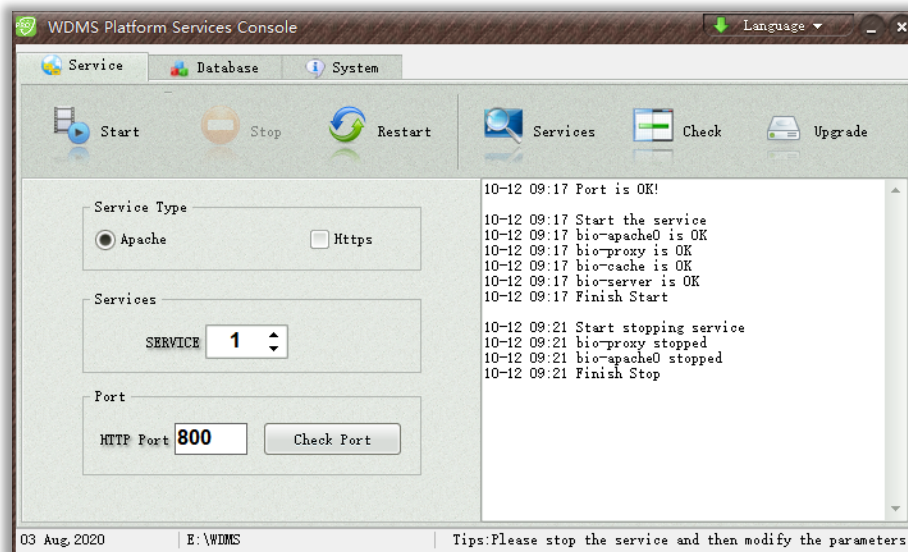 PRO
WDMS Platform Services Console
Language
Service
Database
System
Start
Stop
Restart
Services
Check
Upgrade
Service Type
Apache
Https
Services
SERVICE
1
Port
HTTP Port
800
Check Port
10-12 09:17 Port is OK!
10-12 09:17 Start the service
10-12 09:17 bio-apache0 is OK
10-12 09:17 bio-proxy is OK
10-12 09:17 bio-cache is OK
10-12 09:17 bio-server is OK
10-12 09:17 Finish Start
10-12 09:21 Start stopping service
10-12 09:21 bio-proxy stopped
10-12 09:21 bio-apache0 stopped
10-12 09:21 Finish Stop
03 Aug,2020
E:\WDMS
Tips:Please stop the service and then modify the parameters